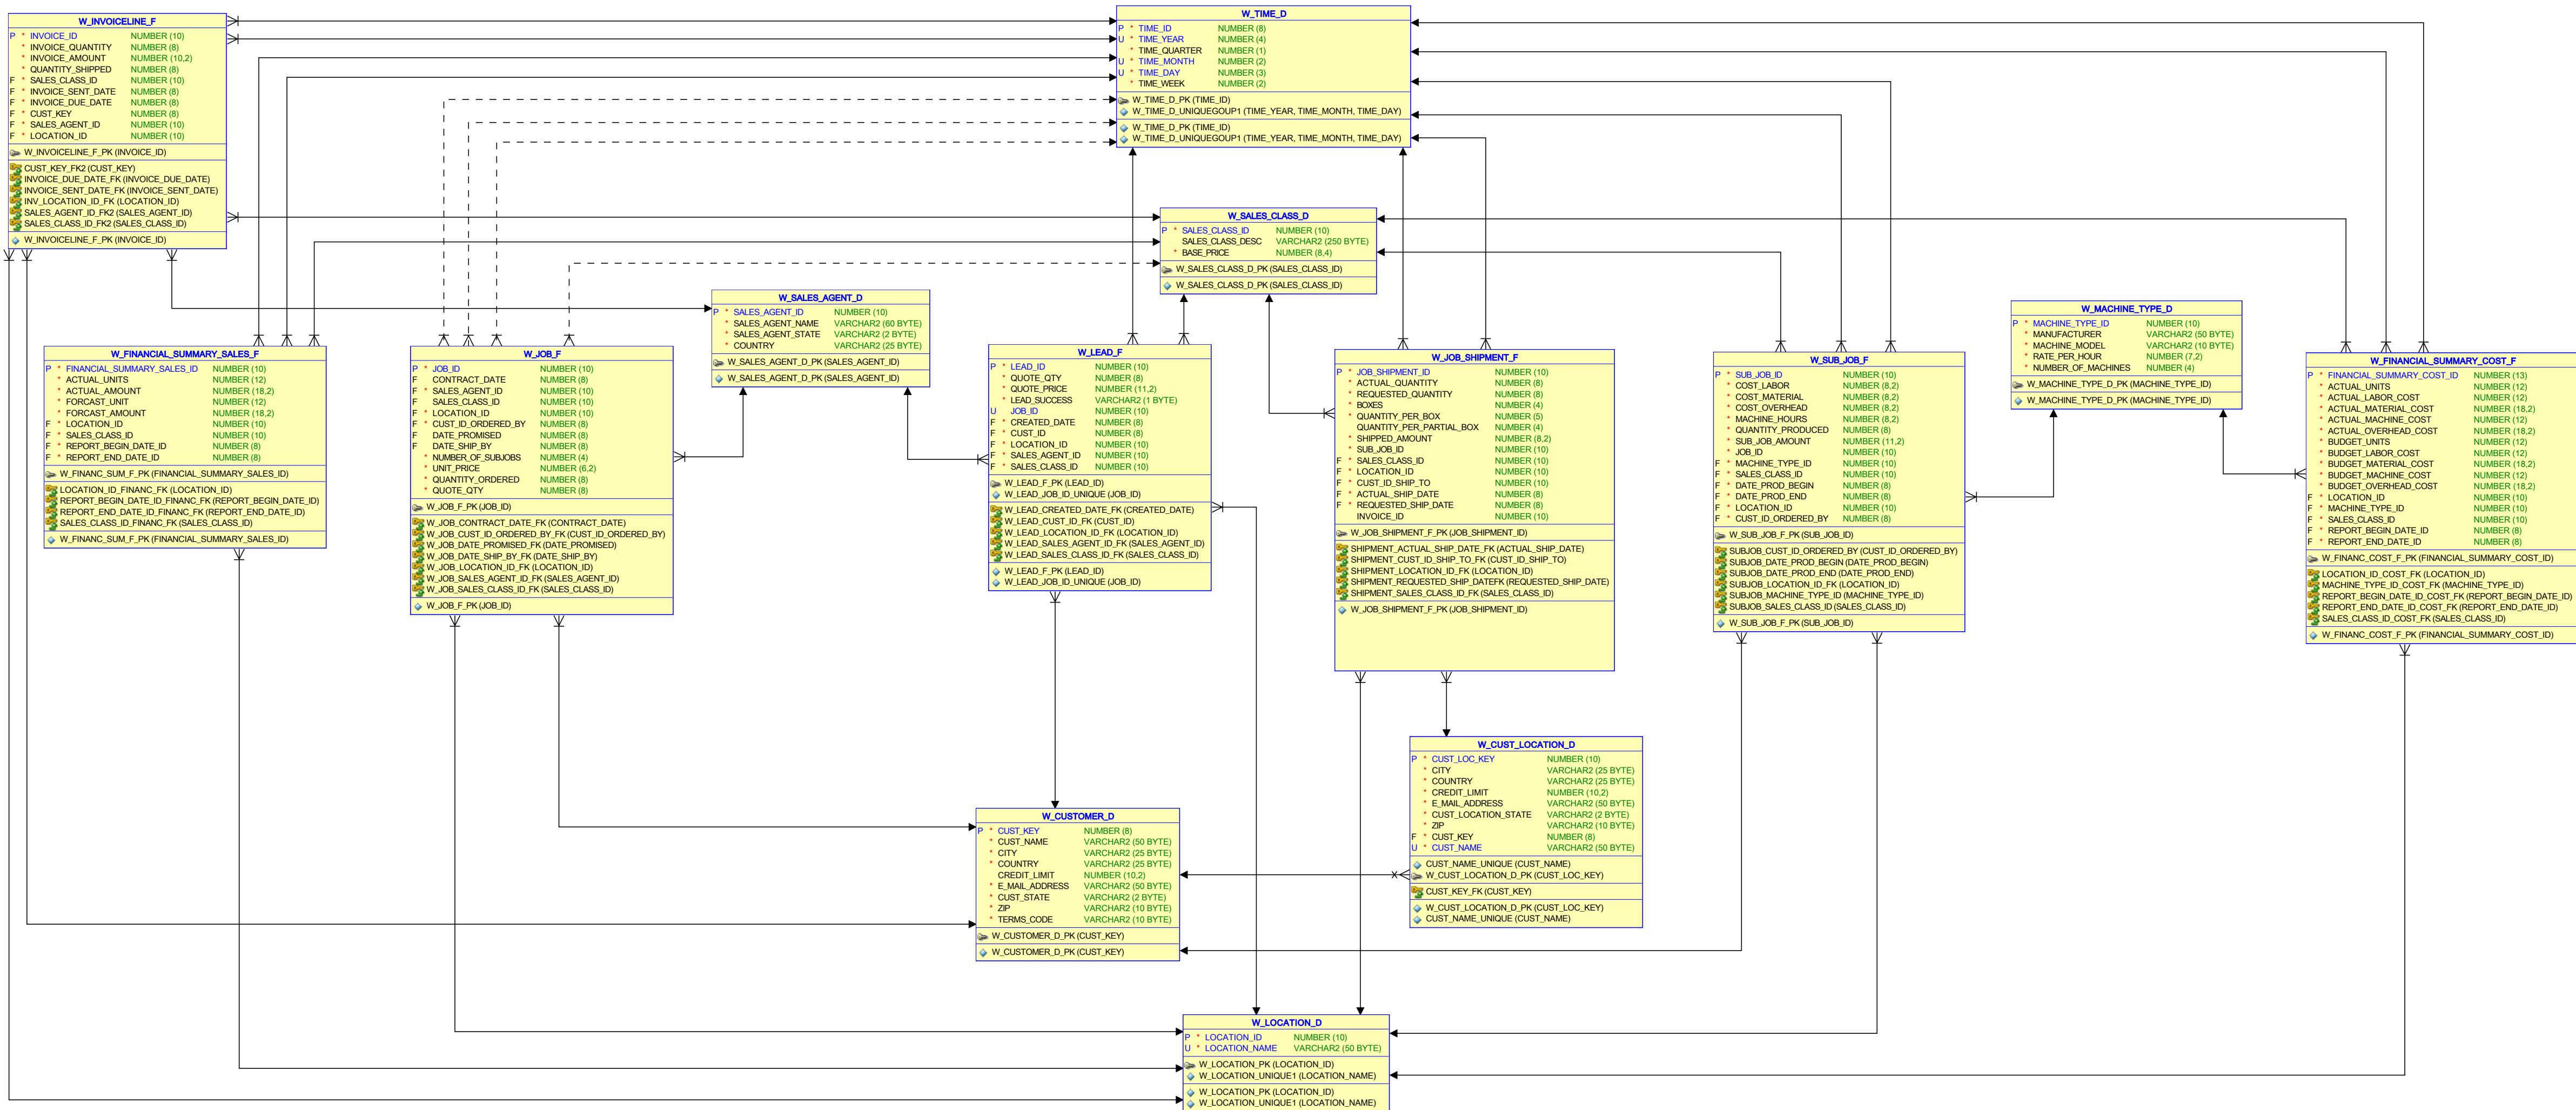 W_INVOICELINE_F
P * INVOICE_ID NUMBER (10)
* INVOICE_QUANTITY NUMBER (8)
* INVOICE_AMOUNT NUMBER (10,2)
* QUANTITY_SHIPPED NUMBER (8)
F * SALES_CLASS_ID NUMBER (10)
F * INVOICE_SENT_DATE NUMBER (8)
F * INVOICE_DUE_DATE NUMBER (8)
F * CUST_KEY NUMBER (8)
F * SALES_AGENT_ID NUMBER (10)
F * LOCATION_ID NUMBER (10)
W_INVOICELINE_F_PK (INVOICE_ID)
CUST_KEY_FK2 (CUST_KEY)
INVOICE_DUE_DATE_FK (INVOICE_DUE_DATE)
INVOICE_SENT_DATE_FK (INVOICE_SENT_DATE)
INV_LOCATION_ID_FK (LOCATION_ID)
SALES_AGENT_ID_FK2 (SALES_AGENT_ID)
SALES_CLASS_ID_FK2 (SALES_CLASS_ID)
W_INVOICELINE_F_PK (INVOICE_ID)
W_TIME_D
P * TIME_ID NUMBER (8)
U * TIME_YEAR NUMBER (4)
* TIME_QUARTER NUMBER (1)
U * TIME_MONTH NUMBER (2)
U * TIME_DAY NUMBER (3)
* TIME_WEEK NUMBER (2)
W_TIME_D_PK (TIME_ID)
W_TIME_D_UNIQUEGOUP1 (TIME_YEAR, TIME_MONTH, TIME_DAY)
W_TIME_D_PK (TIME_ID)
W_TIME_D_UNIQUEGOUP1 (TIME_YEAR, TIME_MONTH, TIME_DAY)
W_SALES_CLASS_D
P * SALES_CLASS_ID NUMBER (10)
SALES_CLASS_DESC VARCHAR2 (250 BYTE)
* BASE_PRICE NUMBER (8,4)
W_SALES_CLASS_D_PK (SALES_CLASS_ID)
W_SALES_CLASS_D_PK (SALES_CLASS_ID)
W_SALES_AGENT_D
P * SALES_AGENT_ID NUMBER (10)
* SALES_AGENT_NAME VARCHAR2 (60 BYTE)
* SALES_AGENT_STATE VARCHAR2 (2 BYTE)
* COUNTRY VARCHAR2 (25 BYTE)
W_SALES_AGENT_D_PK (SALES_AGENT_ID)
W_SALES_AGENT_D_PK (SALES_AGENT_ID)
W_MACHINE_TYPE_D
P * MACHINE_TYPE_ID NUMBER (10)
* MANUFACTURER VARCHAR2 (50 BYTE)
* MACHINE_MODEL VARCHAR2 (10 BYTE)
* RATE_PER_HOUR NUMBER (7,2)
* NUMBER_OF_MACHINES NUMBER (4)
W_MACHINE_TYPE_D_PK (MACHINE_TYPE_ID)
W_MACHINE_TYPE_D_PK (MACHINE_TYPE_ID)
W_FINANCIAL_SUMMARY_SALES_F
P * FINANCIAL_SUMMARY_SALES_ID NUMBER (10)
* ACTUAL_UNITS NUMBER (12)
* ACTUAL_AMOUNT NUMBER (18,2)
* FORCAST_UNIT NUMBER (12)
* FORCAST_AMOUNT NUMBER (18,2)
F * LOCATION_ID NUMBER (10)
F * SALES_CLASS_ID NUMBER (10)
F * REPORT_BEGIN_DATE_ID NUMBER (8)
F * REPORT_END_DATE_ID NUMBER (8)
W_FINANC_SUM_F_PK (FINANCIAL_SUMMARY_SALES_ID)
LOCATION_ID_FINANC_FK (LOCATION_ID)
REPORT_BEGIN_DATE_ID_FINANC_FK (REPORT_BEGIN_DATE_ID)
REPORT_END_DATE_ID_FINANC_FK (REPORT_END_DATE_ID)
SALES_CLASS_ID_FINANC_FK (SALES_CLASS_ID)
W_FINANC_SUM_F_PK (FINANCIAL_SUMMARY_SALES_ID)
W_JOB_F
P * JOB_ID NUMBER (10)
F CONTRACT_DATE NUMBER (8)
F * SALES_AGENT_ID NUMBER (10)
F SALES_CLASS_ID NUMBER (10)
F * LOCATION_ID NUMBER (10)
F * CUST_ID_ORDERED_BY NUMBER (8)
F DATE_PROMISED NUMBER (8)
F DATE_SHIP_BY NUMBER (8)
* NUMBER_OF_SUBJOBS NUMBER (4)
* UNIT_PRICE NUMBER (6,2)
* QUANTITY_ORDERED NUMBER (8)
* QUOTE_QTY NUMBER (8)
W_JOB_F_PK (JOB_ID)
W_JOB_CONTRACT_DATE_FK (CONTRACT_DATE)
W_JOB_CUST_ID_ORDERED_BY_FK (CUST_ID_ORDERED_BY)
W_JOB_DATE_PROMISED_FK (DATE_PROMISED)
W_JOB_DATE_SHIP_BY_FK (DATE_SHIP_BY)
W_JOB_LOCATION_ID_FK (LOCATION_ID)
W_JOB_SALES_AGENT_ID_FK (SALES_AGENT_ID)
W_JOB_SALES_CLASS_ID_FK (SALES_CLASS_ID)
W_JOB_F_PK (JOB_ID)
W_LEAD_F
P * LEAD_ID NUMBER (10)
* QUOTE_QTY NUMBER (8)
* QUOTE_PRICE NUMBER (11,2)
* LEAD_SUCCESS VARCHAR2 (1 BYTE)
U JOB_ID NUMBER (10)
F * CREATED_DATE NUMBER (8)
F * CUST_ID NUMBER (8)
F * LOCATION_ID NUMBER (10)
F * SALES_AGENT_ID NUMBER (10)
F * SALES_CLASS_ID NUMBER (10)
W_LEAD_F_PK (LEAD_ID)
W_LEAD_JOB_ID_UNIQUE (JOB_ID)
W_LEAD_CREATED_DATE_FK (CREATED_DATE)
W_LEAD_CUST_ID_FK (CUST_ID)
W_LEAD_LOCATION_ID_FK (LOCATION_ID)
W_LEAD_SALES_AGENT_ID_FK (SALES_AGENT_ID)
W_LEAD_SALES_CLASS_ID_FK (SALES_CLASS_ID)
W_LEAD_F_PK (LEAD_ID)
W_LEAD_JOB_ID_UNIQUE (JOB_ID)
W_JOB_SHIPMENT_F
P * JOB_SHIPMENT_ID NUMBER (10)
* ACTUAL_QUANTITY NUMBER (8)
* REQUESTED_QUANTITY NUMBER (8)
* BOXES NUMBER (4)
* QUANTITY_PER_BOX NUMBER (5)
QUANTITY_PER_PARTIAL_BOX NUMBER (4)
* SHIPPED_AMOUNT NUMBER (8,2)
* SUB_JOB_ID NUMBER (10)
F * SALES_CLASS_ID NUMBER (10)
F * LOCATION_ID NUMBER (10)
F * CUST_ID_SHIP_TO NUMBER (10)
F * ACTUAL_SHIP_DATE NUMBER (8)
F * REQUESTED_SHIP_DATE NUMBER (8)
INVOICE_ID NUMBER (10)
W_JOB_SHIPMENT_F_PK (JOB_SHIPMENT_ID)
SHIPMENT_ACTUAL_SHIP_DATE_FK (ACTUAL_SHIP_DATE)
SHIPMENT_CUST_ID_SHIP_TO_FK (CUST_ID_SHIP_TO)
SHIPMENT_LOCATION_ID_FK (LOCATION_ID)
SHIPMENT_REQUESTED_SHIP_DATEFK (REQUESTED_SHIP_DATE)
SHIPMENT_SALES_CLASS_ID_FK (SALES_CLASS_ID)
W_JOB_SHIPMENT_F_PK (JOB_SHIPMENT_ID)
W_SUB_JOB_F
P * SUB_JOB_ID NUMBER (10)
* COST_LABOR NUMBER (8,2)
* COST_MATERIAL NUMBER (8,2)
* COST_OVERHEAD NUMBER (8,2)
* MACHINE_HOURS NUMBER (8,2)
* QUANTITY_PRODUCED NUMBER (8)
* SUB_JOB_AMOUNT NUMBER (11,2)
* JOB_ID NUMBER (10)
F * MACHINE_TYPE_ID NUMBER (10)
F * SALES_CLASS_ID NUMBER (10)
F * DATE_PROD_BEGIN NUMBER (8)
F * DATE_PROD_END NUMBER (8)
F * LOCATION_ID NUMBER (10)
F * CUST_ID_ORDERED_BY NUMBER (8)
W_SUB_JOB_F_PK (SUB_JOB_ID)
SUBJOB_CUST_ID_ORDERED_BY (CUST_ID_ORDERED_BY)
SUBJOB_DATE_PROD_BEGIN (DATE_PROD_BEGIN)
SUBJOB_DATE_PROD_END (DATE_PROD_END)
SUBJOB_LOCATION_ID_FK (LOCATION_ID)
SUBJOB_MACHINE_TYPE_ID (MACHINE_TYPE_ID)
SUBJOB_SALES_CLASS_ID (SALES_CLASS_ID)
W_SUB_JOB_F_PK (SUB_JOB_ID)
W_FINANCIAL_SUMMARY_COST_F
P * FINANCIAL_SUMMARY_COST_ID NUMBER (13)
* ACTUAL_UNITS NUMBER (12)
* ACTUAL_LABOR_COST NUMBER (12)
* ACTUAL_MATERIAL_COST NUMBER (18,2)
* ACTUAL_MACHINE_COST NUMBER (12)
* ACTUAL_OVERHEAD_COST NUMBER (18,2)
* BUDGET_UNITS NUMBER (12)
* BUDGET_LABOR_COST NUMBER (12)
* BUDGET_MATERIAL_COST NUMBER (18,2)
* BUDGET_MACHINE_COST NUMBER (12)
* BUDGET_OVERHEAD_COST NUMBER (18,2)
F * LOCATION_ID NUMBER (10)
F * MACHINE_TYPE_ID NUMBER (10)
F * SALES_CLASS_ID NUMBER (10)
F * REPORT_BEGIN_DATE_ID NUMBER (8)
F * REPORT_END_DATE_ID NUMBER (8)
W_FINANC_COST_F_PK (FINANCIAL_SUMMARY_COST_ID)
LOCATION_ID_COST_FK (LOCATION_ID)
MACHINE_TYPE_ID_COST_FK (MACHINE_TYPE_ID)
REPORT_BEGIN_DATE_ID_COST_FK (REPORT_BEGIN_DATE_ID)
REPORT_END_DATE_ID_COST_FK (REPORT_END_DATE_ID)
SALES_CLASS_ID_COST_FK (SALES_CLASS_ID)
W_FINANC_COST_F_PK (FINANCIAL_SUMMARY_COST_ID)
W_CUST_LOCATION_D
P * CUST_LOC_KEY NUMBER (10)
* CITY VARCHAR2 (25 BYTE)
* COUNTRY VARCHAR2 (25 BYTE)
* CREDIT_LIMIT NUMBER (10,2)
* E_MAIL_ADDRESS VARCHAR2 (50 BYTE)
* CUST_LOCATION_STATE VARCHAR2 (2 BYTE)
* ZIP VARCHAR2 (10 BYTE)
F * CUST_KEY NUMBER (8)
U * CUST_NAME VARCHAR2 (50 BYTE)
CUST_NAME_UNIQUE (CUST_NAME)
W_CUST_LOCATION_D_PK (CUST_LOC_KEY)
CUST_KEY_FK (CUST_KEY)
W_CUST_LOCATION_D_PK (CUST_LOC_KEY)
CUST_NAME_UNIQUE (CUST_NAME)
W_CUSTOMER_D
P * CUST_KEY NUMBER (8)
* CUST_NAME VARCHAR2 (50 BYTE)
* CITY VARCHAR2 (25 BYTE)
* COUNTRY VARCHAR2 (25 BYTE)
CREDIT_LIMIT NUMBER (10,2)
* E_MAIL_ADDRESS VARCHAR2 (50 BYTE)
* CUST_STATE VARCHAR2 (2 BYTE)
* ZIP VARCHAR2 (10 BYTE)
* TERMS_CODE VARCHAR2 (10 BYTE)
W_CUSTOMER_D_PK (CUST_KEY)
W_CUSTOMER_D_PK (CUST_KEY)
W_LOCATION_D
P * LOCATION_ID NUMBER (10)
U * LOCATION_NAME VARCHAR2 (50 BYTE)
W_LOCATION_PK (LOCATION_ID)
W_LOCATION_UNIQUE1 (LOCATION_NAME)
W_LOCATION_PK (LOCATION_ID)
W_LOCATION_UNIQUE1 (LOCATION_NAME)